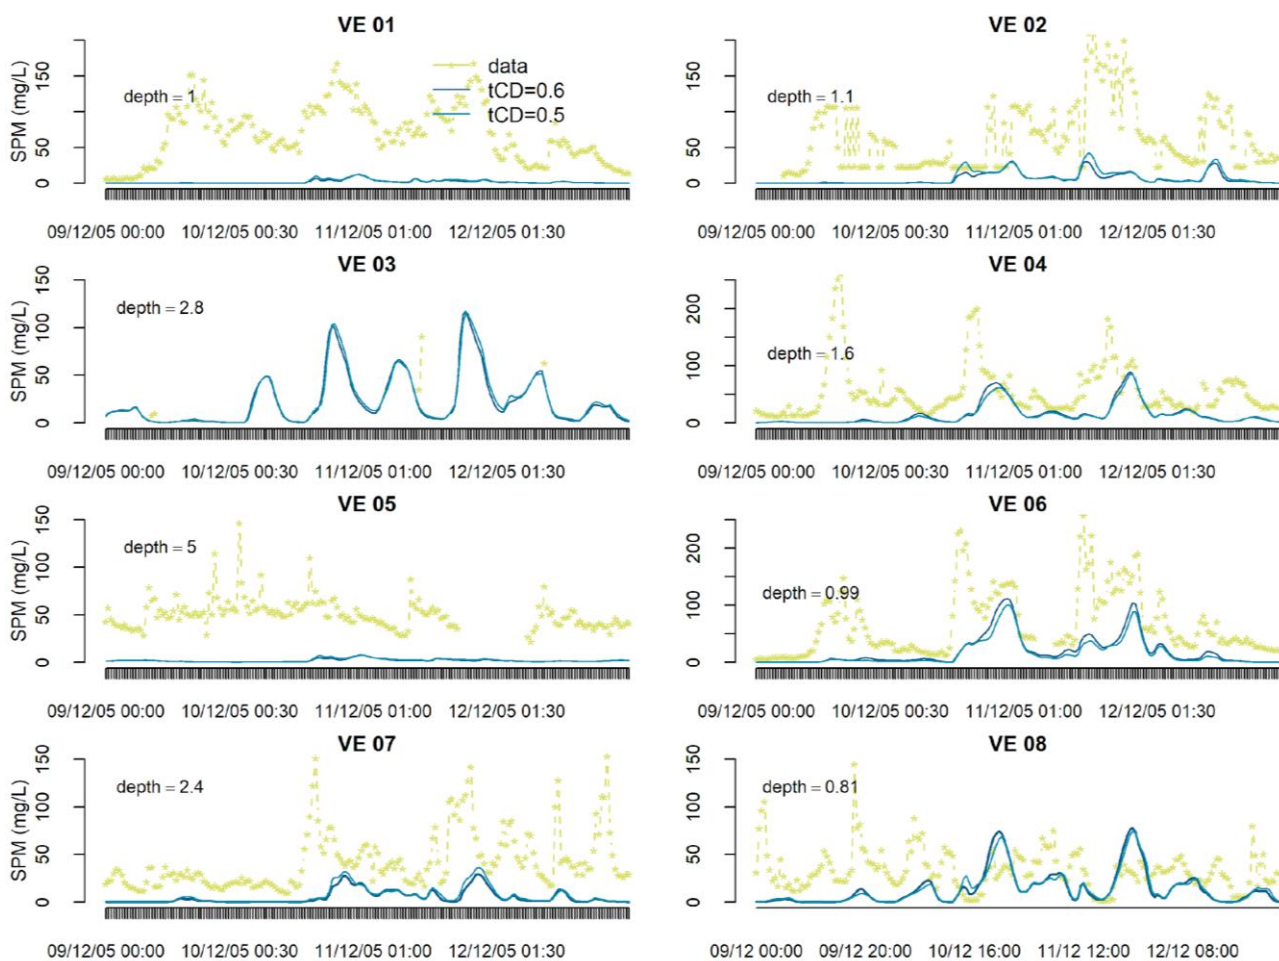 VE 01
SPM (mg/L)
0 50 150
depth = 1
data
tCD=0.6
tCD=0.5
09/12/05 00:00 10/12/05 00:30 11/12/05 01:00 12/12/05 01:30
VE 02
0 50 150
depth = 1.1
09/12/05 00:00 10/12/05 00:30 11/12/05 01:00 12/12/05 01:30
VE 03
SPM (mg/L)
0 50 100 150
depth = 2.8
09/12/05 00:00 10/12/05 00:30 11/12/05 01:00 12/12/05 01:30
VE 04
0 100 200
depth = 1.6
09/12/05 00:00 10/12/05 00:30 11/12/05 01:00 12/12/05 01:30
VE 05
SPM (mg/L)
0 50 100 150
depth = 5
09/12/05 00:00 10/12/05 00:30 11/12/05 01:00 12/12/05 01:30
VE 06
0 100 200
depth = 0.99
09/12/05 00:00 10/12/05 00:30 11/12/05 01:00 12/12/05 01:30
VE 07
SPM (mg/L)
0 50 100 150
depth = 2.4
09/12/05 00:00 10/12/05 00:30 11/12/05 01:00 12/12/05 01:30
VE 08
0 50 100 150
depth = 0.81
09/12 00:00 09/12 20:00 10/12 16:00 11/12 12:00 12/12 08:00